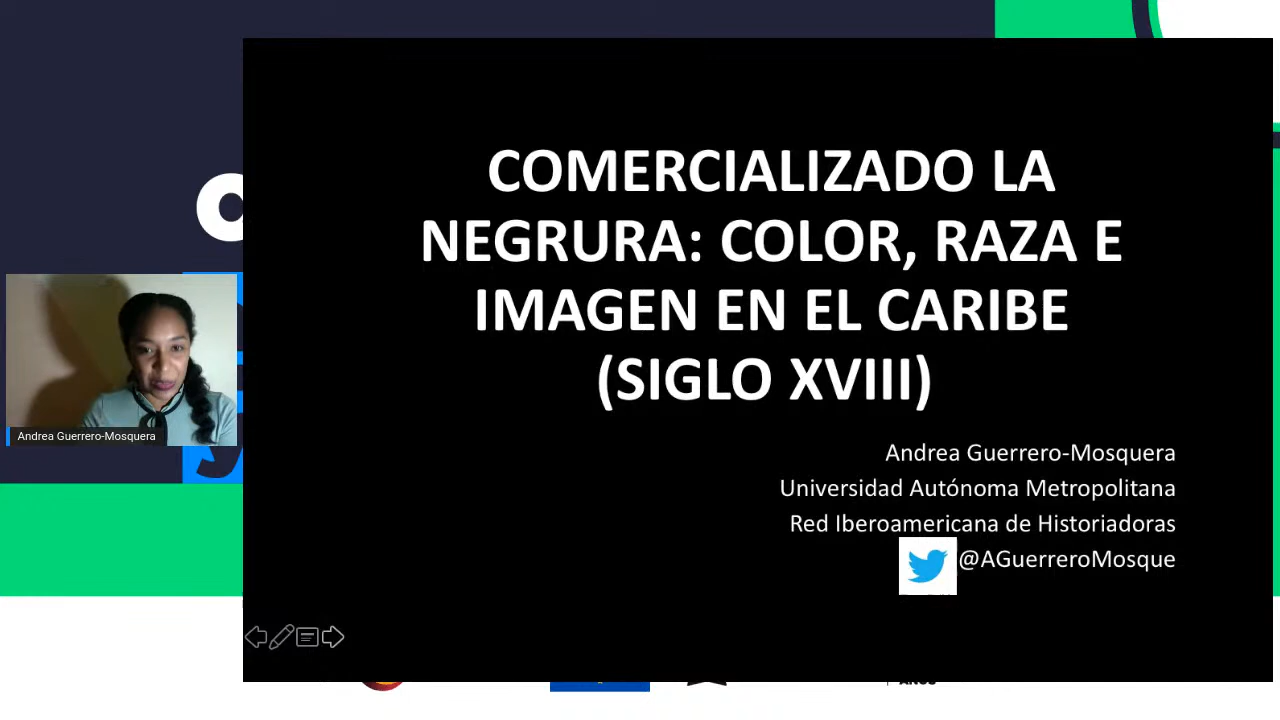 COMERCIALIZADO LA
NEGRURA: COLOR, RAZA E
IMAGEN EN EL CARIBE
(SIGLO XVIII)
Andrea Guerrero-Mosquera
Universidad Autónoma Metropolitana
Red Iberoamericana de Historiadoras
@AGuerreroMosque
Andrea Guerrero-Mosquera